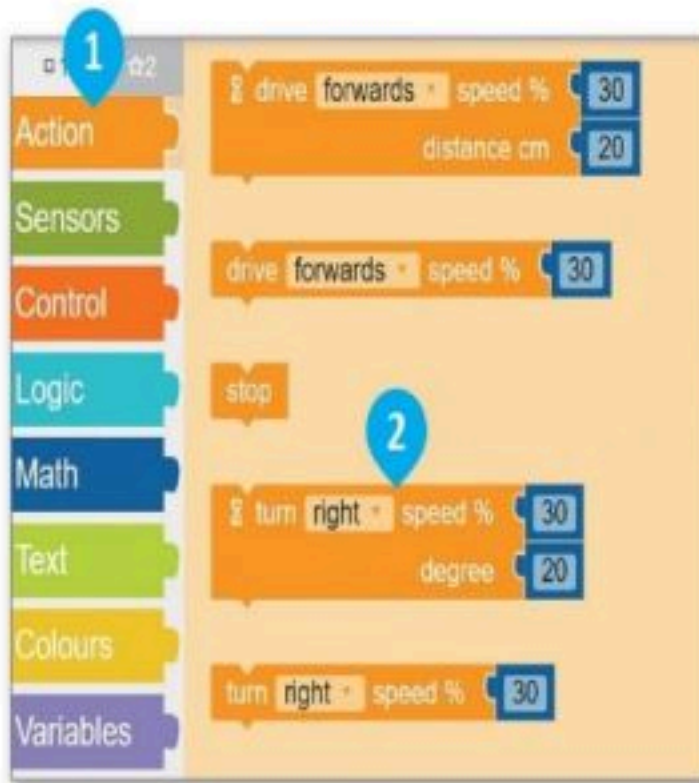 1
☆2
Action
Sensors
Control
Logic
Math
Text
Colours
Variables
drive forwards speed % 30
distance cm 20
drive forwards speed % 30
stop
2
turn right speed % 30
degree 20
turn right speed % 30